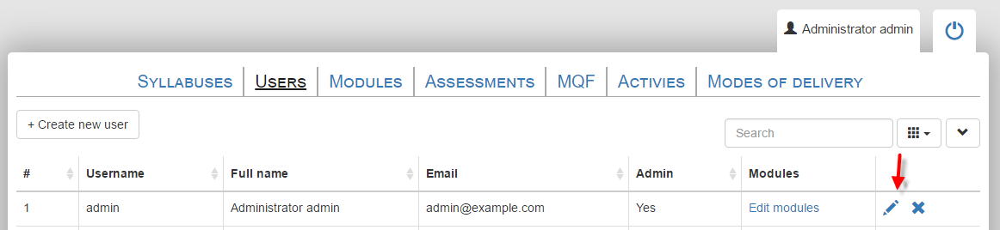 Administrator admin
Syllabuses Users Modules Assessments MQF Activies Modes of delivery
+ Create new user
Search
# Username Full name Email Admin Modules
1 admin Administrator admin admin@example.com Yes Edit modules